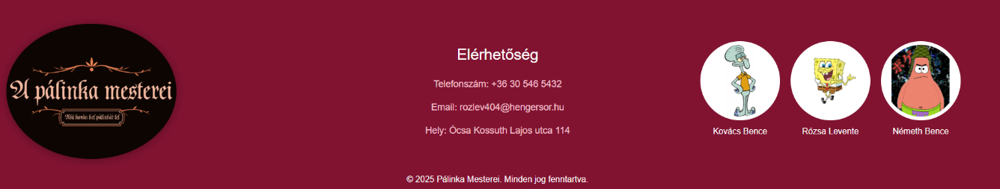 A pálinka mesterei
Elérhetőség
Telefonszám: +36 30 546 5432
Email: rozlev404@hengersor.hu
Hely: Ócsa Kossuth Lajos utca 114
Kovács Bence
Rózsa Levente
Németh Bence
© 2025 Pálinka Mesterei. Minden jog fenntartva.